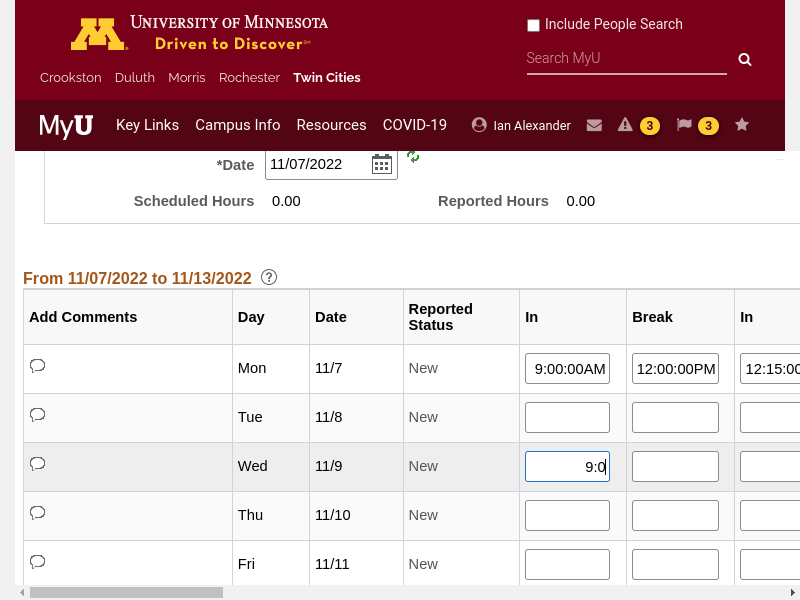 UNIVERSITY OF MINNESOTA
Driven to Discover℠
Include People Search
Search MyU
Crookston Duluth Morris Rochester Twin Cities
MyU Key Links Campus Info Resources COVID-19 Ian Alexander 3 3
*Date 11/07/2022
Scheduled Hours 0.00 Reported Hours 0.00
From 11/07/2022 to 11/13/2022 ?
Add Comments Day Date Reported Status In Break In
Mon 11/7 New 9:00:00AM 12:00:00PM 12:15:00
Tue 11/8 New
Wed 11/9 New 9:0
Thu 11/10 New
Fri 11/11 New